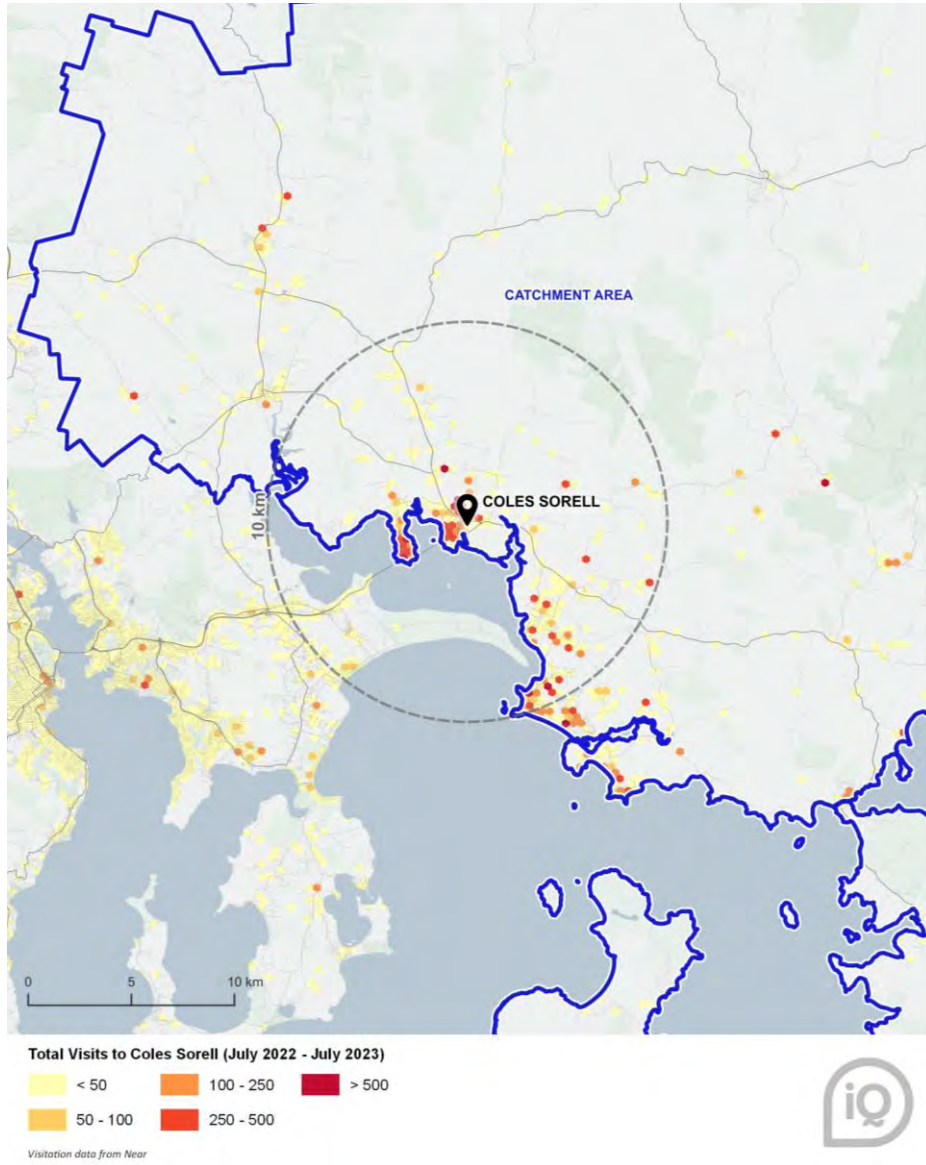 CATCHMENT AREA
COLES SORELL
10 km
0 5 10 km
Total Visits to Coles Sorell (July 2022 - July 2023)
< 50 100 - 250 > 500
50 - 100 250 - 500
Visitation data from Near
iQ